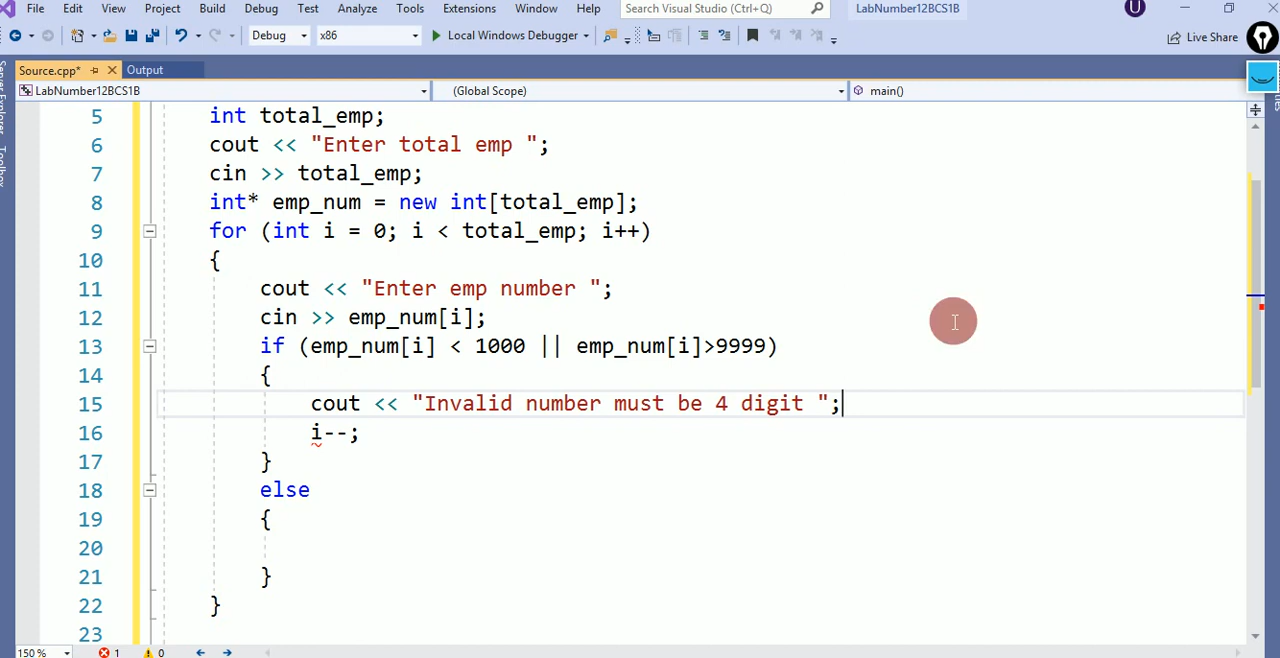 File Edit View Project Build Debug Test Analyze Tools Extensions Window Help Search Visual Studio (Ctrl+Q) LabNumber12BCS1B U
Debug x86 Local Windows Debugger Live Share
Source.cpp* Output
LabNumber12BCS1B (Global Scope) main()
Server Explorer
Toolbox
5 int total_emp;
6 cout << "Enter total emp ";
7 cin >> total_emp;
8 int* emp_num = new int[total_emp];
9 for (int i = 0; i < total_emp; i++)
10 {
11 cout << "Enter emp number ";
12 cin >> emp_num[i];
13 if (emp_num[i] < 1000 || emp_num[i]>9999)
14 {
15 cout << "Invalid number must be 4 digit ";
16 i--;
17 }
18 else
19 {
20
21 }
22 }
23
150 % 1 0